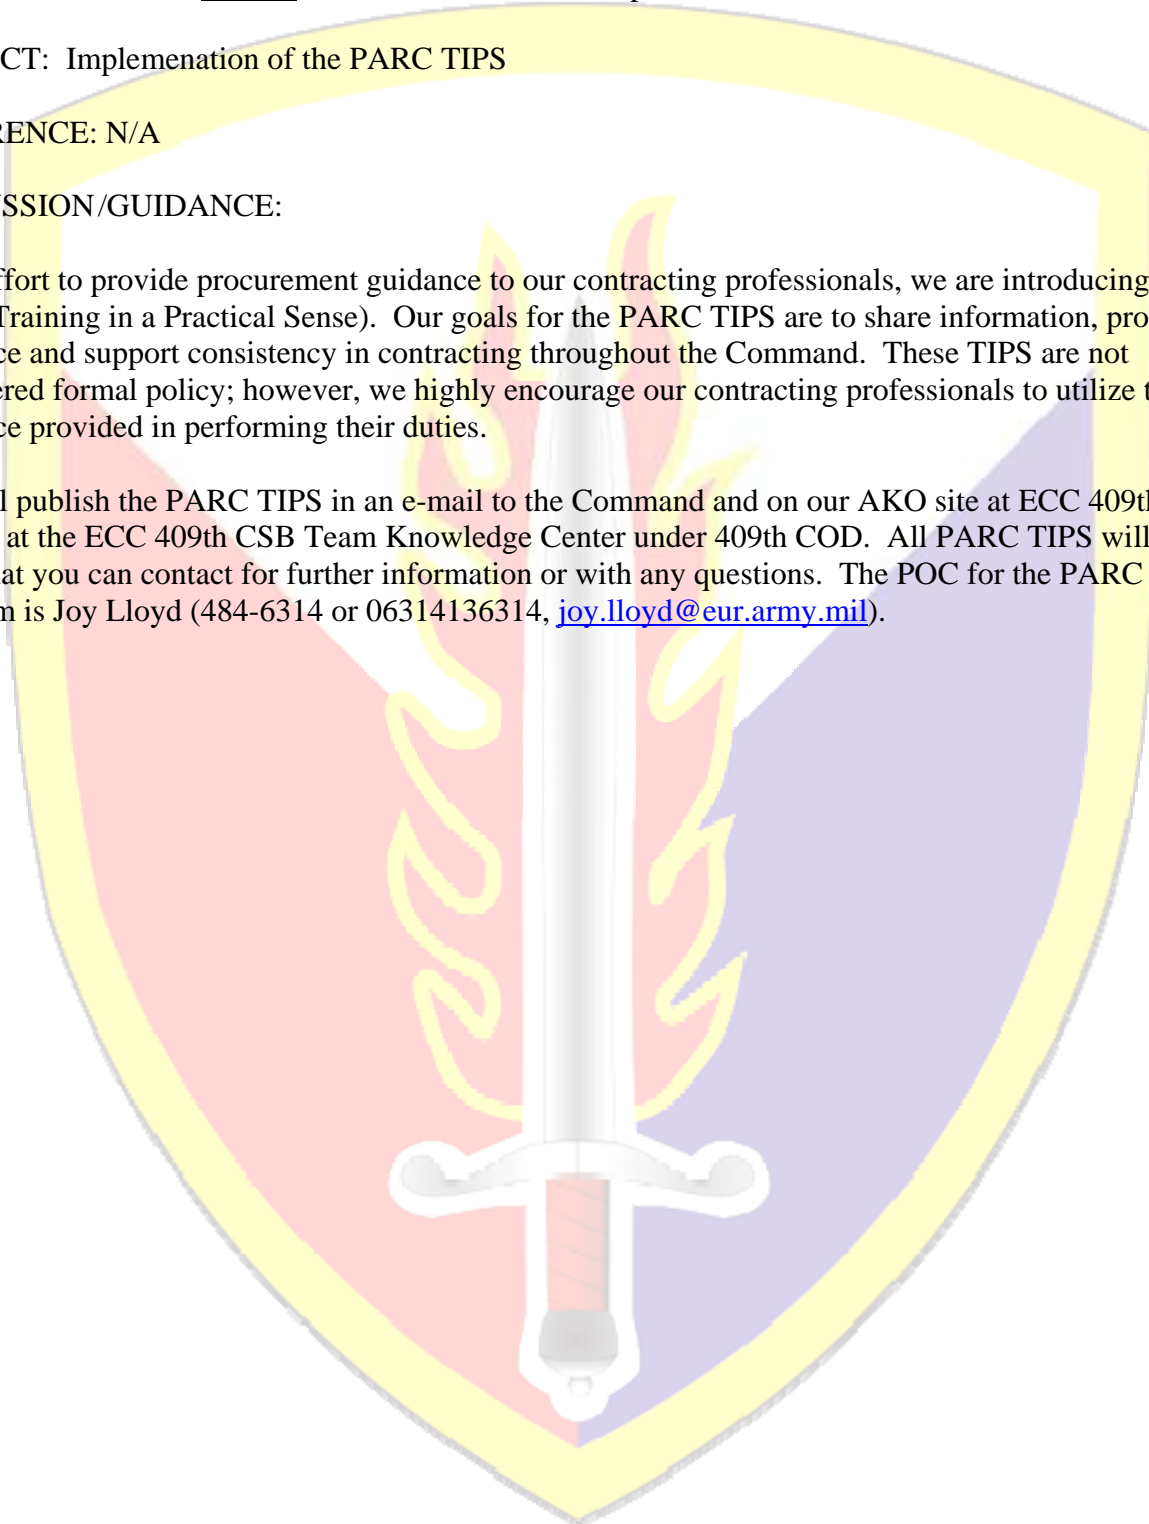 CT: Implemenation of the PARC TIPS
RENCE: N/A
SSION/GUIDANCE:
ffort to provide procurement guidance to our contracting professionals, we are introducing
Training in a Practical Sense). Our goals for the PARC TIPS are to share information, pro
ce and support consistency in contracting throughout the Command. These TIPS are not
ered formal policy; however, we highly encourage our contracting professionals to utilize t
ce provided in performing their duties.
l publish the PARC TIPS in an e-mail to the Command and on our AKO site at ECC 409th
at the ECC 409th CSB Team Knowledge Center under 409th COD. All PARC TIPS will
at you can contact for further information or with any questions. The POC for the PARC
m is Joy Lloyd (484-6314 or 06314136314, joy.lloyd@eur.army.mil).